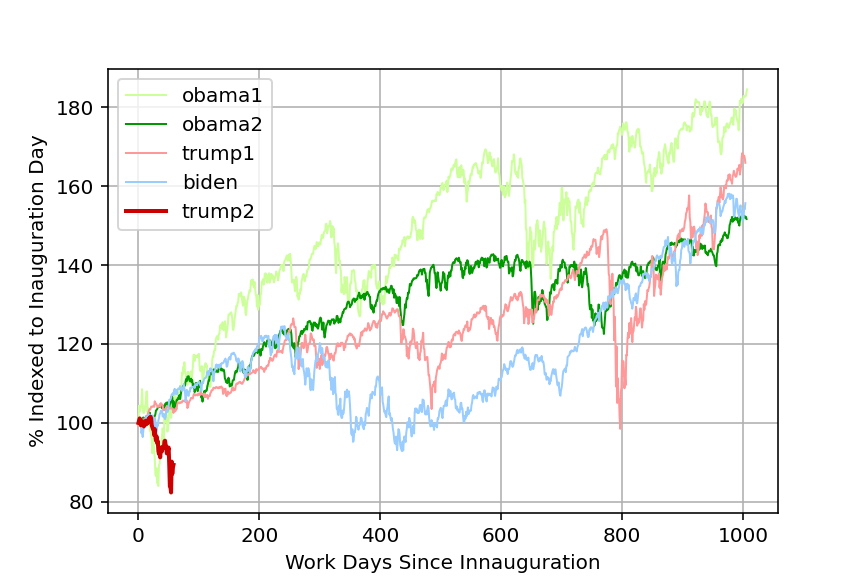 obama1
obama2
trump1
biden
trump2
180
160
140
120
100
80
% Indexed to Inauguration Day
0 200 400 600 800 1000
Work Days Since Innauguration